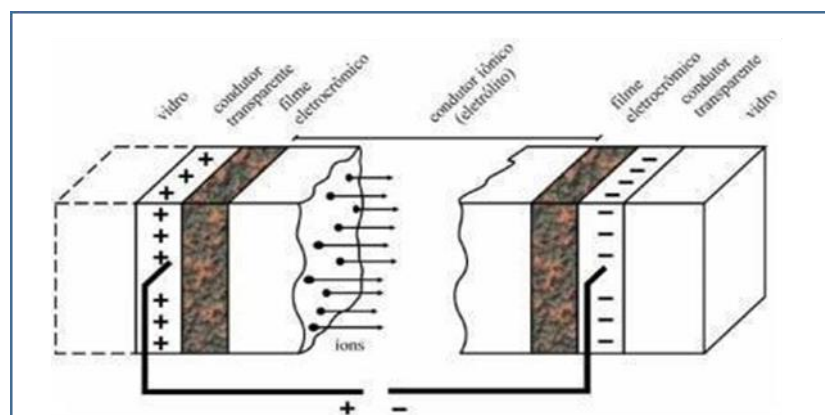 vidro
condutor
transparente
filme
eletrocrômico
condutor iônico
(eletrólito)
filme
eletrocrômico
condutor
transparente
vidro
+ + +
− − − −
+
+
+
+
+
+
−
−
−
−
−
−
íons
+ −